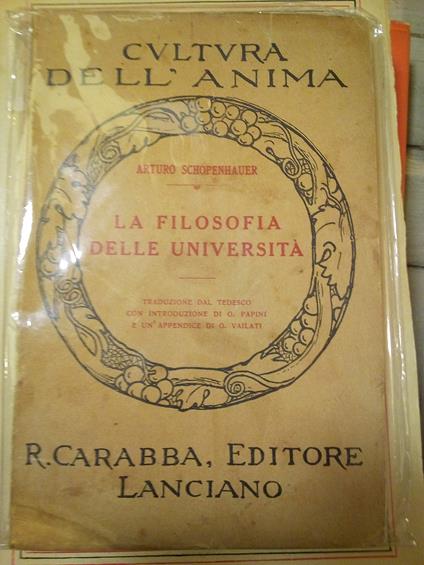 CVLTVRA
DELL' ANIMA
ARTURO SCHOPENHAUER
LA FILOSOFIA
DELLE UNIVERSITÀ
TRADUZIONE DAL TEDESCO
CON INTRODUZIONE DI G. PAPINI
E UN' APPENDICE DI G. VAILATI
R. CARABBA, EDITORE
LANCIANO